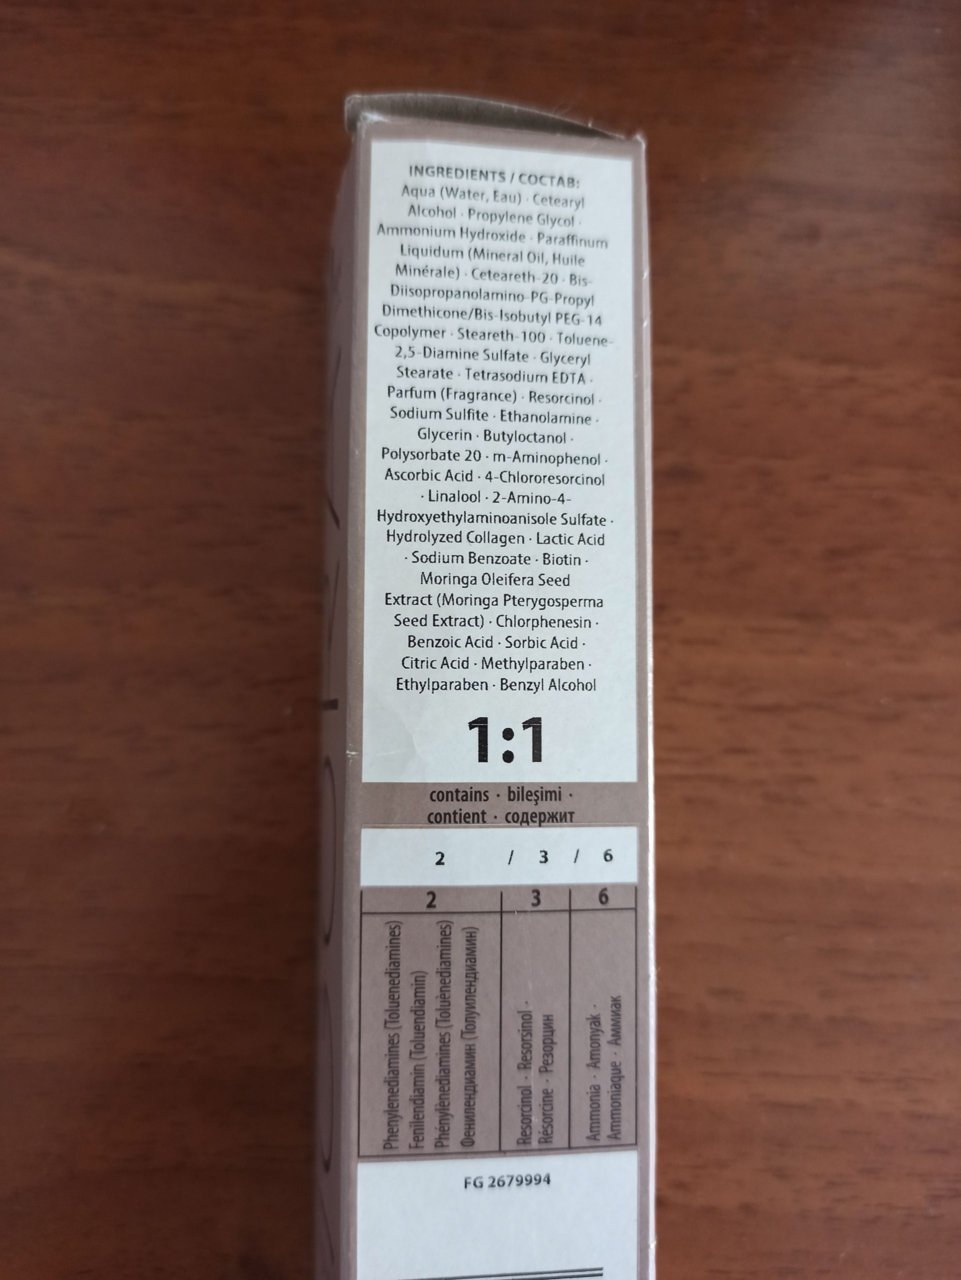 INGREDIENTS / СОСТАВ:
Aqua (Water, Eau) · Cetearyl
Alcohol · Propylene Glycol ·
Ammonium Hydroxide · Paraffinum
Liquidum (Mineral Oil, Huile
Minérale) · Ceteareth-20 · Bis-
Diisopropanolamino-PG-Propyl
Dimethicone/Bis-Isobutyl PEG-14
Copolymer · Steareth-100 · Toluene-
2,5-Diamine Sulfate · Glyceryl
Stearate · Tetrasodium EDTA ·
Parfum (Fragrance) · Resorcinol ·
Sodium Sulfite · Ethanolamine ·
Glycerin · Butyloctanol ·
Polysorbate 20 · m-Aminophenol ·
Ascorbic Acid · 4-Chlororesorcinol
· Linalool · 2-Amino-4-
Hydroxyethylaminoanisole Sulfate ·
Hydrolyzed Collagen · Lactic Acid
· Sodium Benzoate · Biotin ·
Moringa Oleifera Seed
Extract (Moringa Pterygosperma
Seed Extract) · Chlorphenesin ·
Benzoic Acid · Sorbic Acid ·
Citric Acid · Methylparaben ·
Ethylparaben · Benzyl Alcohol
1:1
contains · bileşimi ·
contient · содержит
2 / 3 / 6
2 3 6
Phenylenediamines (Toluenediamines)
Fenilendiamin (Toluendiamin)
Phénylènediamines (Toluènediamines)
Фенилендиамин (Толуилендиамин)
Resorcinol · Resorsinol ·
Résorcine · Резорцин
Ammonia · Amonyak ·
Ammoniaque · Аммиак
FG 2679994